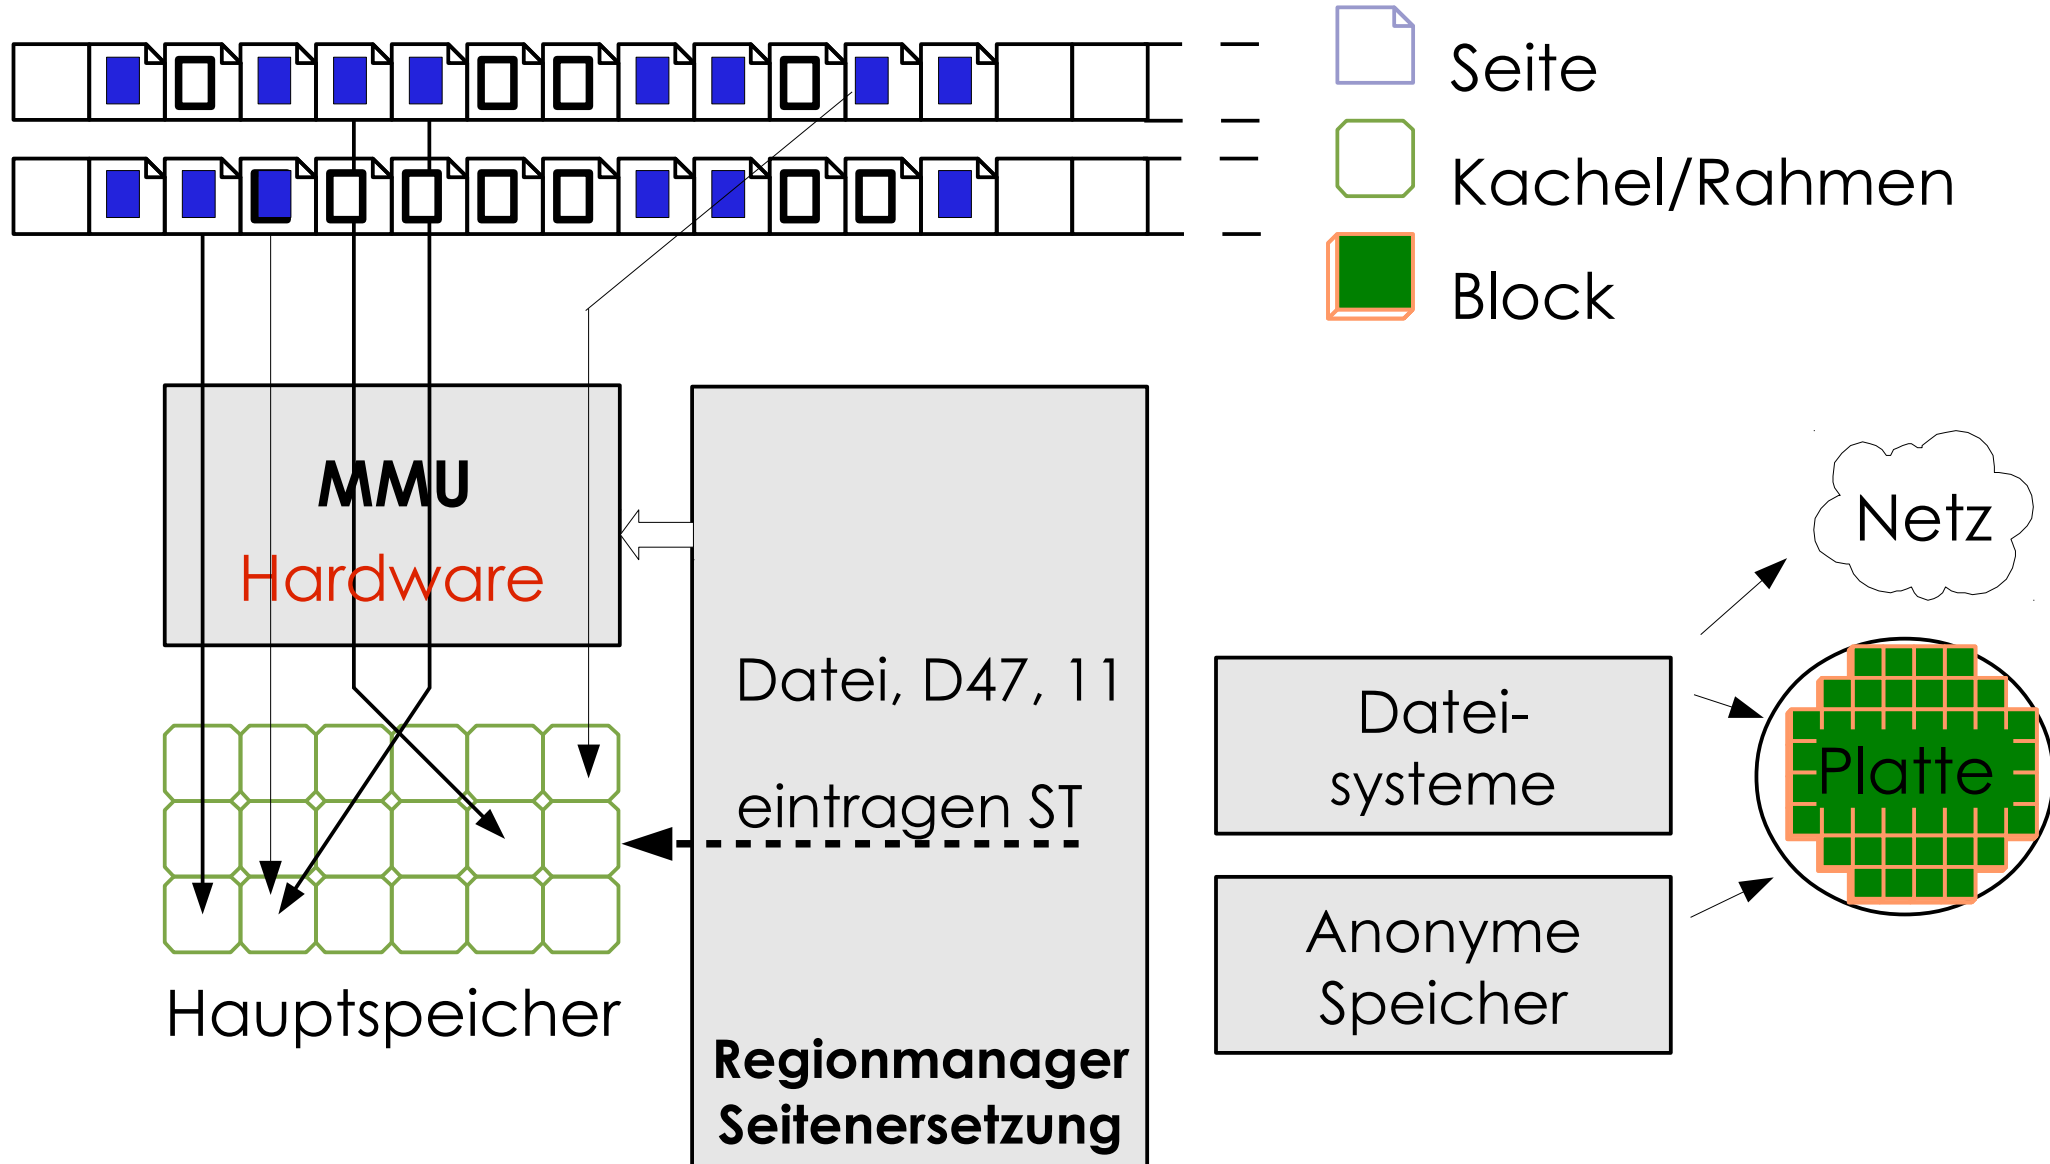 Seite
Kachel/Rahmen
Block
MMU
Hardware
Datei, D47, 11
eintragen ST
Hauptspeicher
Regionmanager
Seitenersetzung
Datei-
systeme
Anonyme
Speicher
Netz
Platte